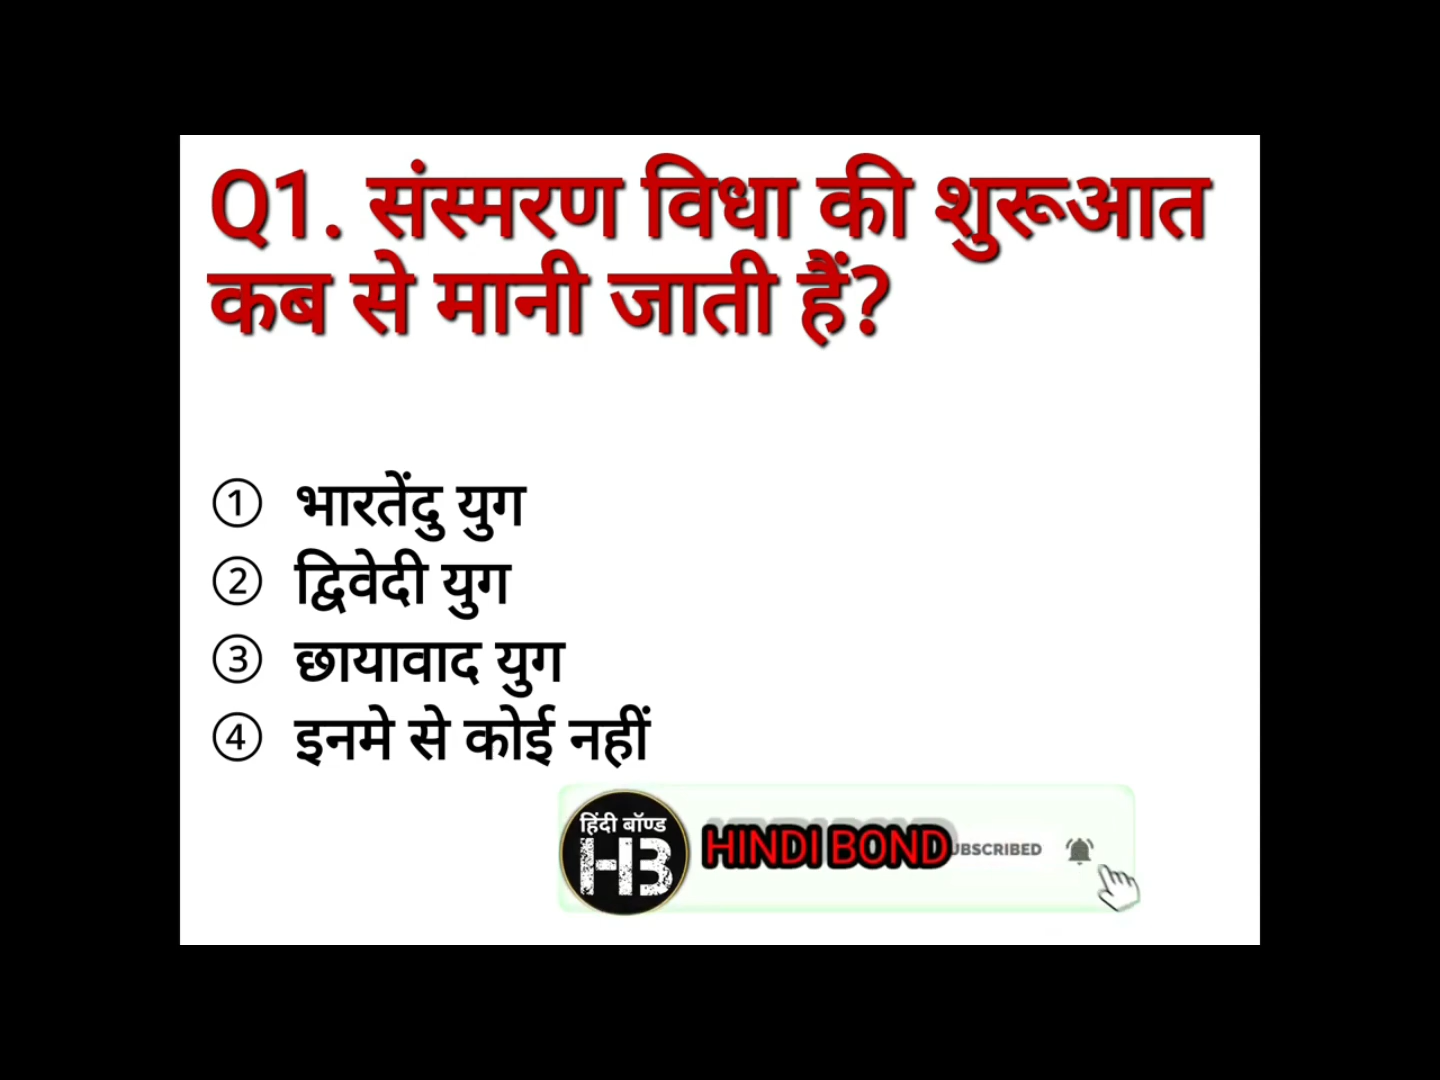 Q1. संस्मरण विधा की शुरूआत
कब से मानी जाती हैं?
① भारतेंदु युग
② द्विवेदी युग
③ छायावाद युग
④ इनमे से कोई नहीं
हिंदी बॉण्ड
HB
HINDI BOND UBSCRIBED